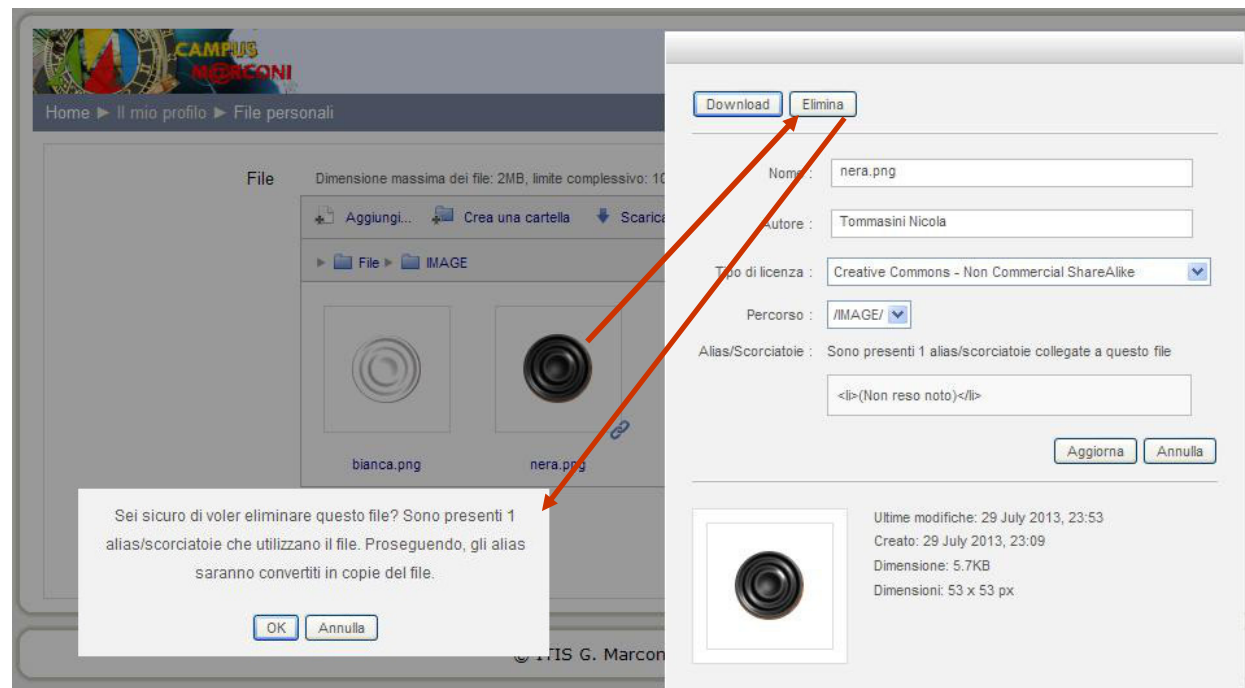 CAMPUS
M@RCONI
Home ► Il mio profilo ► File personali
File
Dimensione massima dei file: 2MB, limite complessivo: 10
Aggiungi...
Crea una cartella
Scarica
► File ► IMAGE
bianca.png
nera.png
Sei sicuro di voler eliminare questo file? Sono presenti 1
alias/scorciatoie che utilizzano il file. Proseguendo, gli alias
saranno convertiti in copie del file.
OK
Annulla
© ITIS G. Marcon
Download
Elimina
Nome :
nera.png
Autore :
Tommasini Nicola
Tipo di licenza :
Creative Commons - Non Commercial ShareAlike
Percorso :
/IMAGE/
Alias/Scorciatoie :
Sono presenti 1 alias/scorciatoie collegate a questo file
<li>(Non reso noto)</li>
Aggiorna
Annulla
Ultime modifiche: 29 July 2013, 23:53
Creato: 29 July 2013, 23:09
Dimensione: 5.7KB
Dimensioni: 53 x 53 px